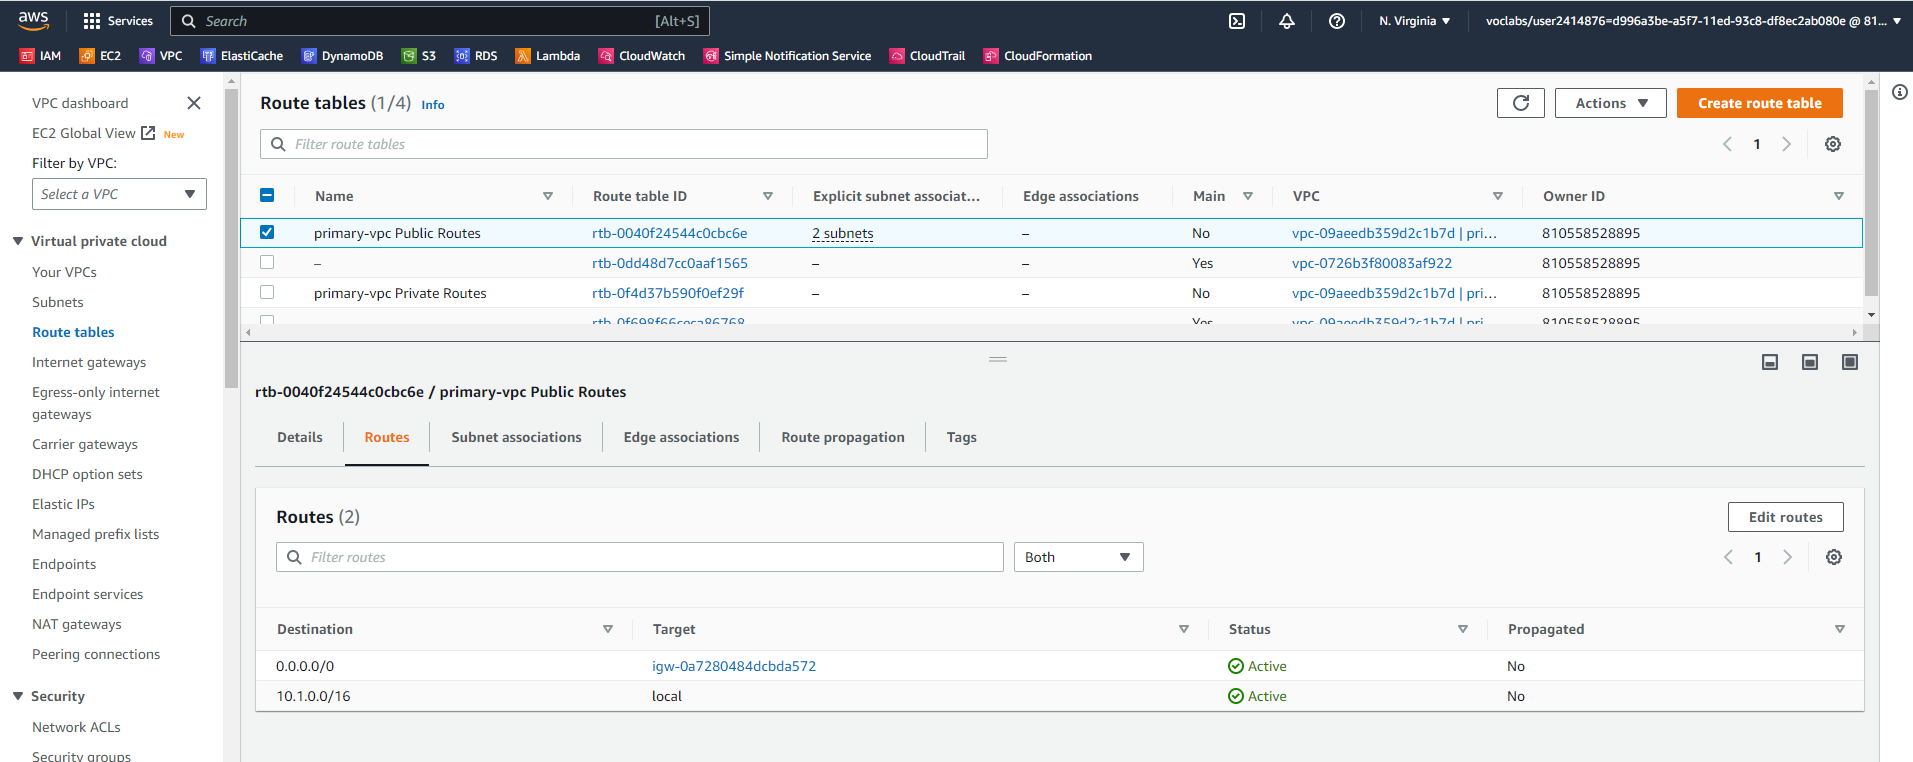 aws Services Search [Alt+S] N. Virginia voclabs/user2414876=d996a3be-a5f7-11ed-93c8-df8ec2ab080e @ 81...
IAM EC2 VPC ElastiCache DynamoDB S3 RDS Lambda CloudWatch Simple Notification Service CloudTrail CloudFormation
VPC dashboard
EC2 Global View New
Filter by VPC:
Select a VPC
Virtual private cloud
Your VPCs
Subnets
Route tables
Internet gateways
Egress-only internet
gateways
Carrier gateways
DHCP option sets
Elastic IPs
Managed prefix lists
Endpoints
Endpoint services
NAT gateways
Peering connections
Security
Network ACLs
Security groups
Route tables (1/4) Info
Actions
Create route table
Filter route tables
1
Name Route table ID Explicit subnet associat... Edge associations Main VPC Owner ID
primary-vpc Public Routes rtb-0040f24544c0cbc6e 2 subnets – No vpc-09aeedb359d2c1b7d | pri... 810558528895
– rtb-0dd48d7cc0aaf1565 – – Yes vpc-0726b3f80083af922 810558528895
primary-vpc Private Routes rtb-0f4d37b590f0ef29f – – No vpc-09aeedb359d2c1b7d | pri... 810558528895
rtb-0f698f66ceca86768 Yes vpc-09aeedb359d2c1b7d | pri... 810558528895
rtb-0040f24544c0cbc6e / primary-vpc Public Routes
Details Routes Subnet associations Edge associations Route propagation Tags
Routes (2)
Edit routes
Filter routes
Both
1
Destination Target Status Propagated
0.0.0.0/0 igw-0a7280484dcbda572 Active No
10.1.0.0/16 local Active No